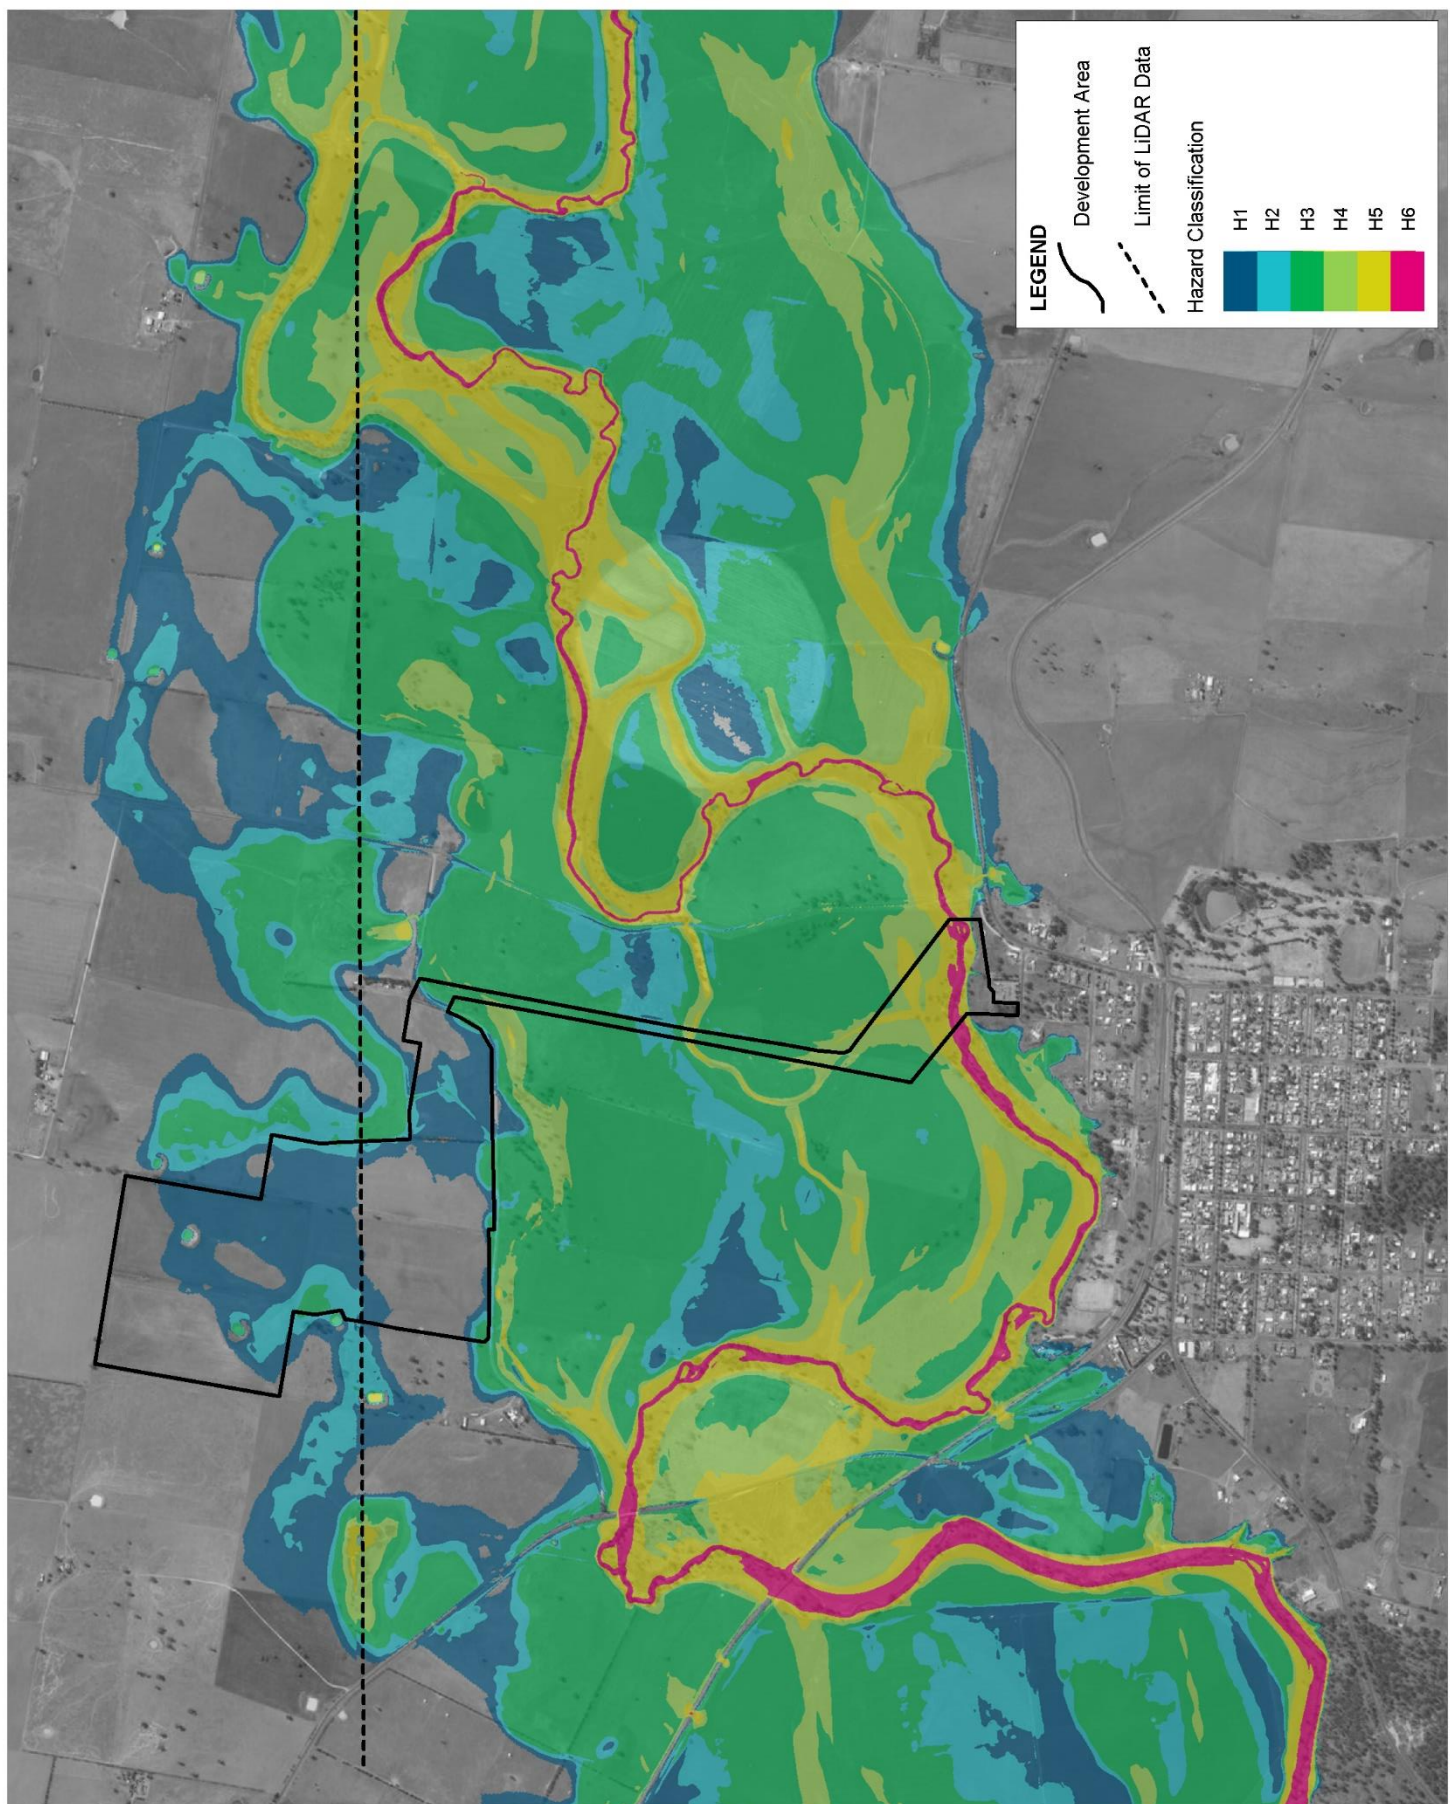 LEGEND
Development Area
Limit of LiDAR Data
Hazard Classification
H1
H2
H3
H4
H5
H6